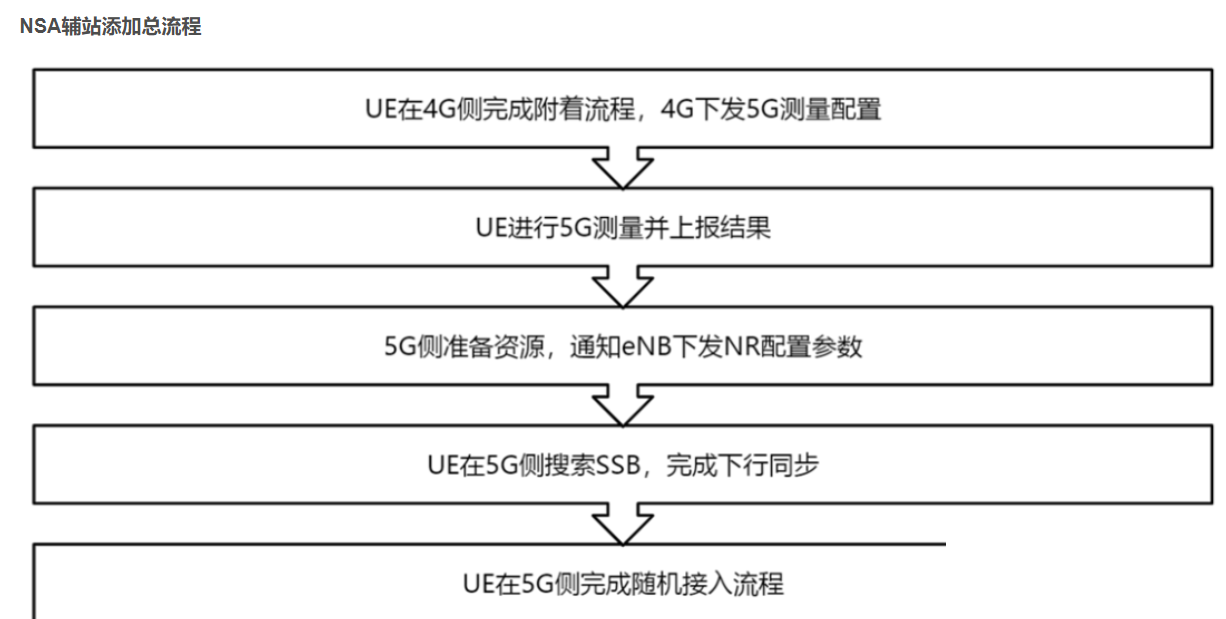 NSA辅站添加总流程
UE在4G侧完成附着流程，4G下发5G测量配置
UE进行5G测量并上报结果
5G侧准备资源，通知eNB下发NR配置参数
UE在5G侧搜索SSB，完成下行同步
UE在5G侧完成随机接入流程